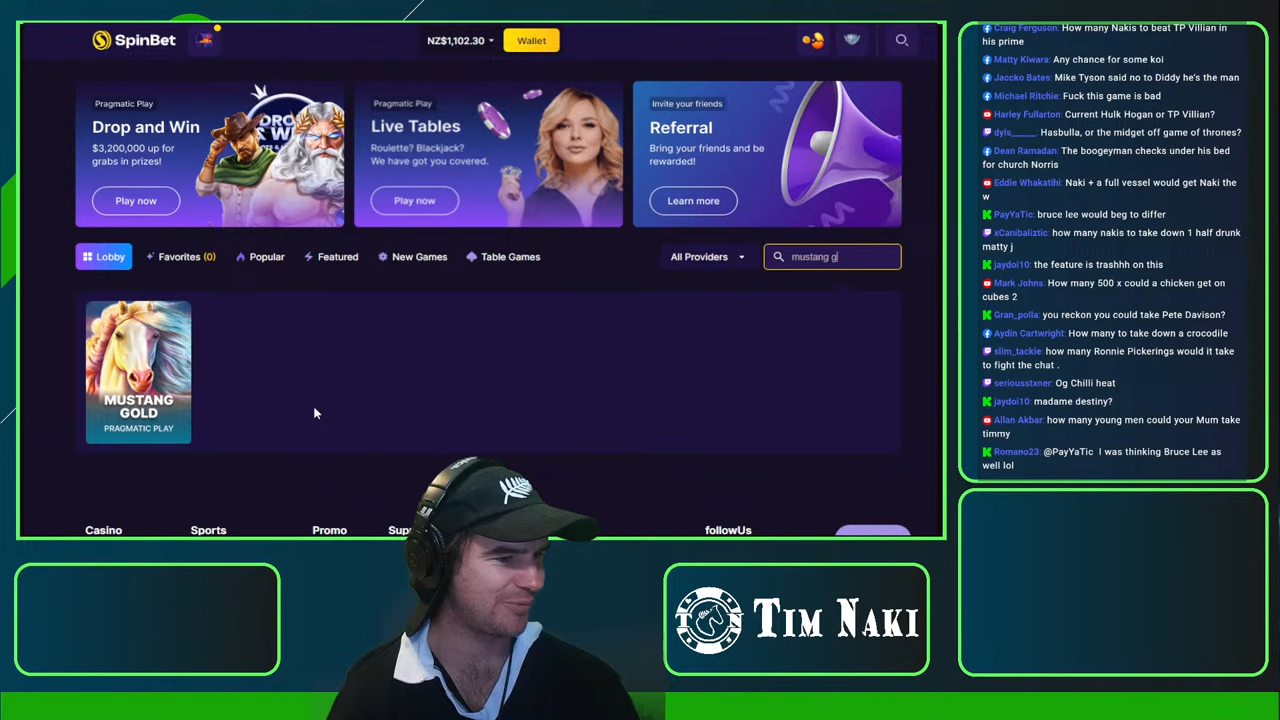 SpinBet
NZ$1,102.30
Wallet
Pragmatic Play
Drop and Win
$3,200,000 up for
grabs in prizes!
Play now
Pragmatic Play
Live Tables
Roulette? Blackjack?
We have got you covered.
Play now
Invite your friends
Referral
Bring your friends and be
rewarded!
Learn more
Lobby
Favorites (0)
Popular
Featured
New Games
Table Games
All Providers
mustang g
MUSTANG
GOLD
PRAGMATIC PLAY
Casino
Sports
Promo
followUs
TIM NAKI
Craig Ferguson: How many Nakis to beat TP Villian in
his prime
Matty Kiwara: Any chance for some koi
Jaccko Bates: Mike Tyson said no to Diddy he's the man
Michael Ritchie: Fuck this game is bad
Harley Fullarton: Current Hulk Hogan or TP Villian?
dyls_____: Hasbulla, or the midget off game of thrones?
Dean Ramadan: The boogeyman checks under his bed
for church Norris
Eddie Whakatihi: Naki + a full vessel would get Naki the
w
PayYaTic: bruce lee would beg to differ
xCanibaliztic: how many nakis to take down 1 half drunk
matty j
jaydoi10: the feature is trashhh on this
Mark Johns: How many 500 x could a chicken get on
cubes 2
Gran_polla: you reckon you could take Pete Davison?
Aydin Cartwright: How many to take down a crocodile
slim_tackie: how many Ronnie Pickerings would it take
to fight the chat .
seriousstxner: Og Chilli heat
jaydoi10: madame destiny?
Allan Akbar: how many young men could your Mum take
timmy
Romano23: @PayYaTic I was thinking Bruce Lee as
well lol